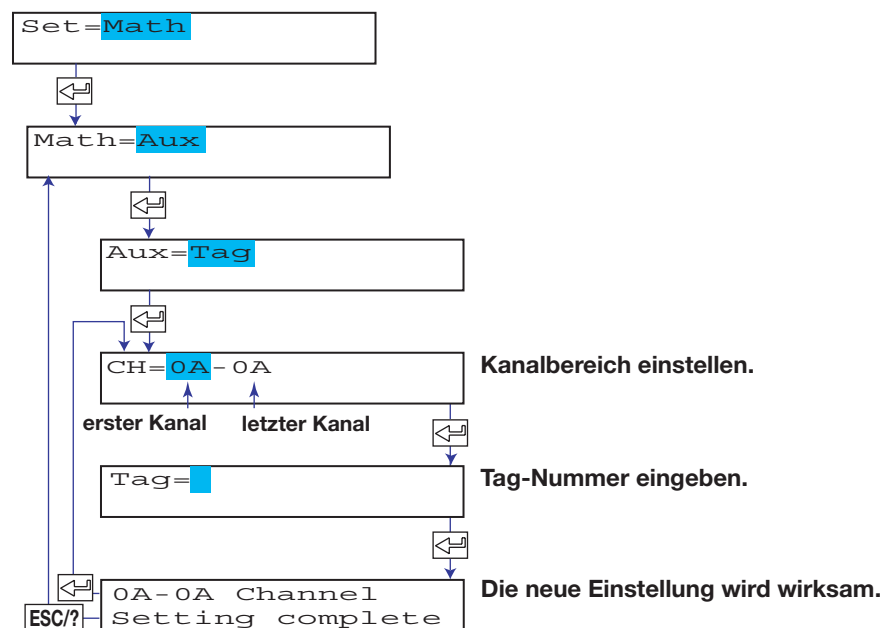 Set=Math
Math=Aux
Aux=Tag
CH=0A-0A
Kanalbereich einstellen.
erster Kanal
letzter Kanal
Tag=
Tag-Nummer eingeben.
0A-0A Channel
Die neue Einstellung wird wirksam.
ESC/?
Setting complete